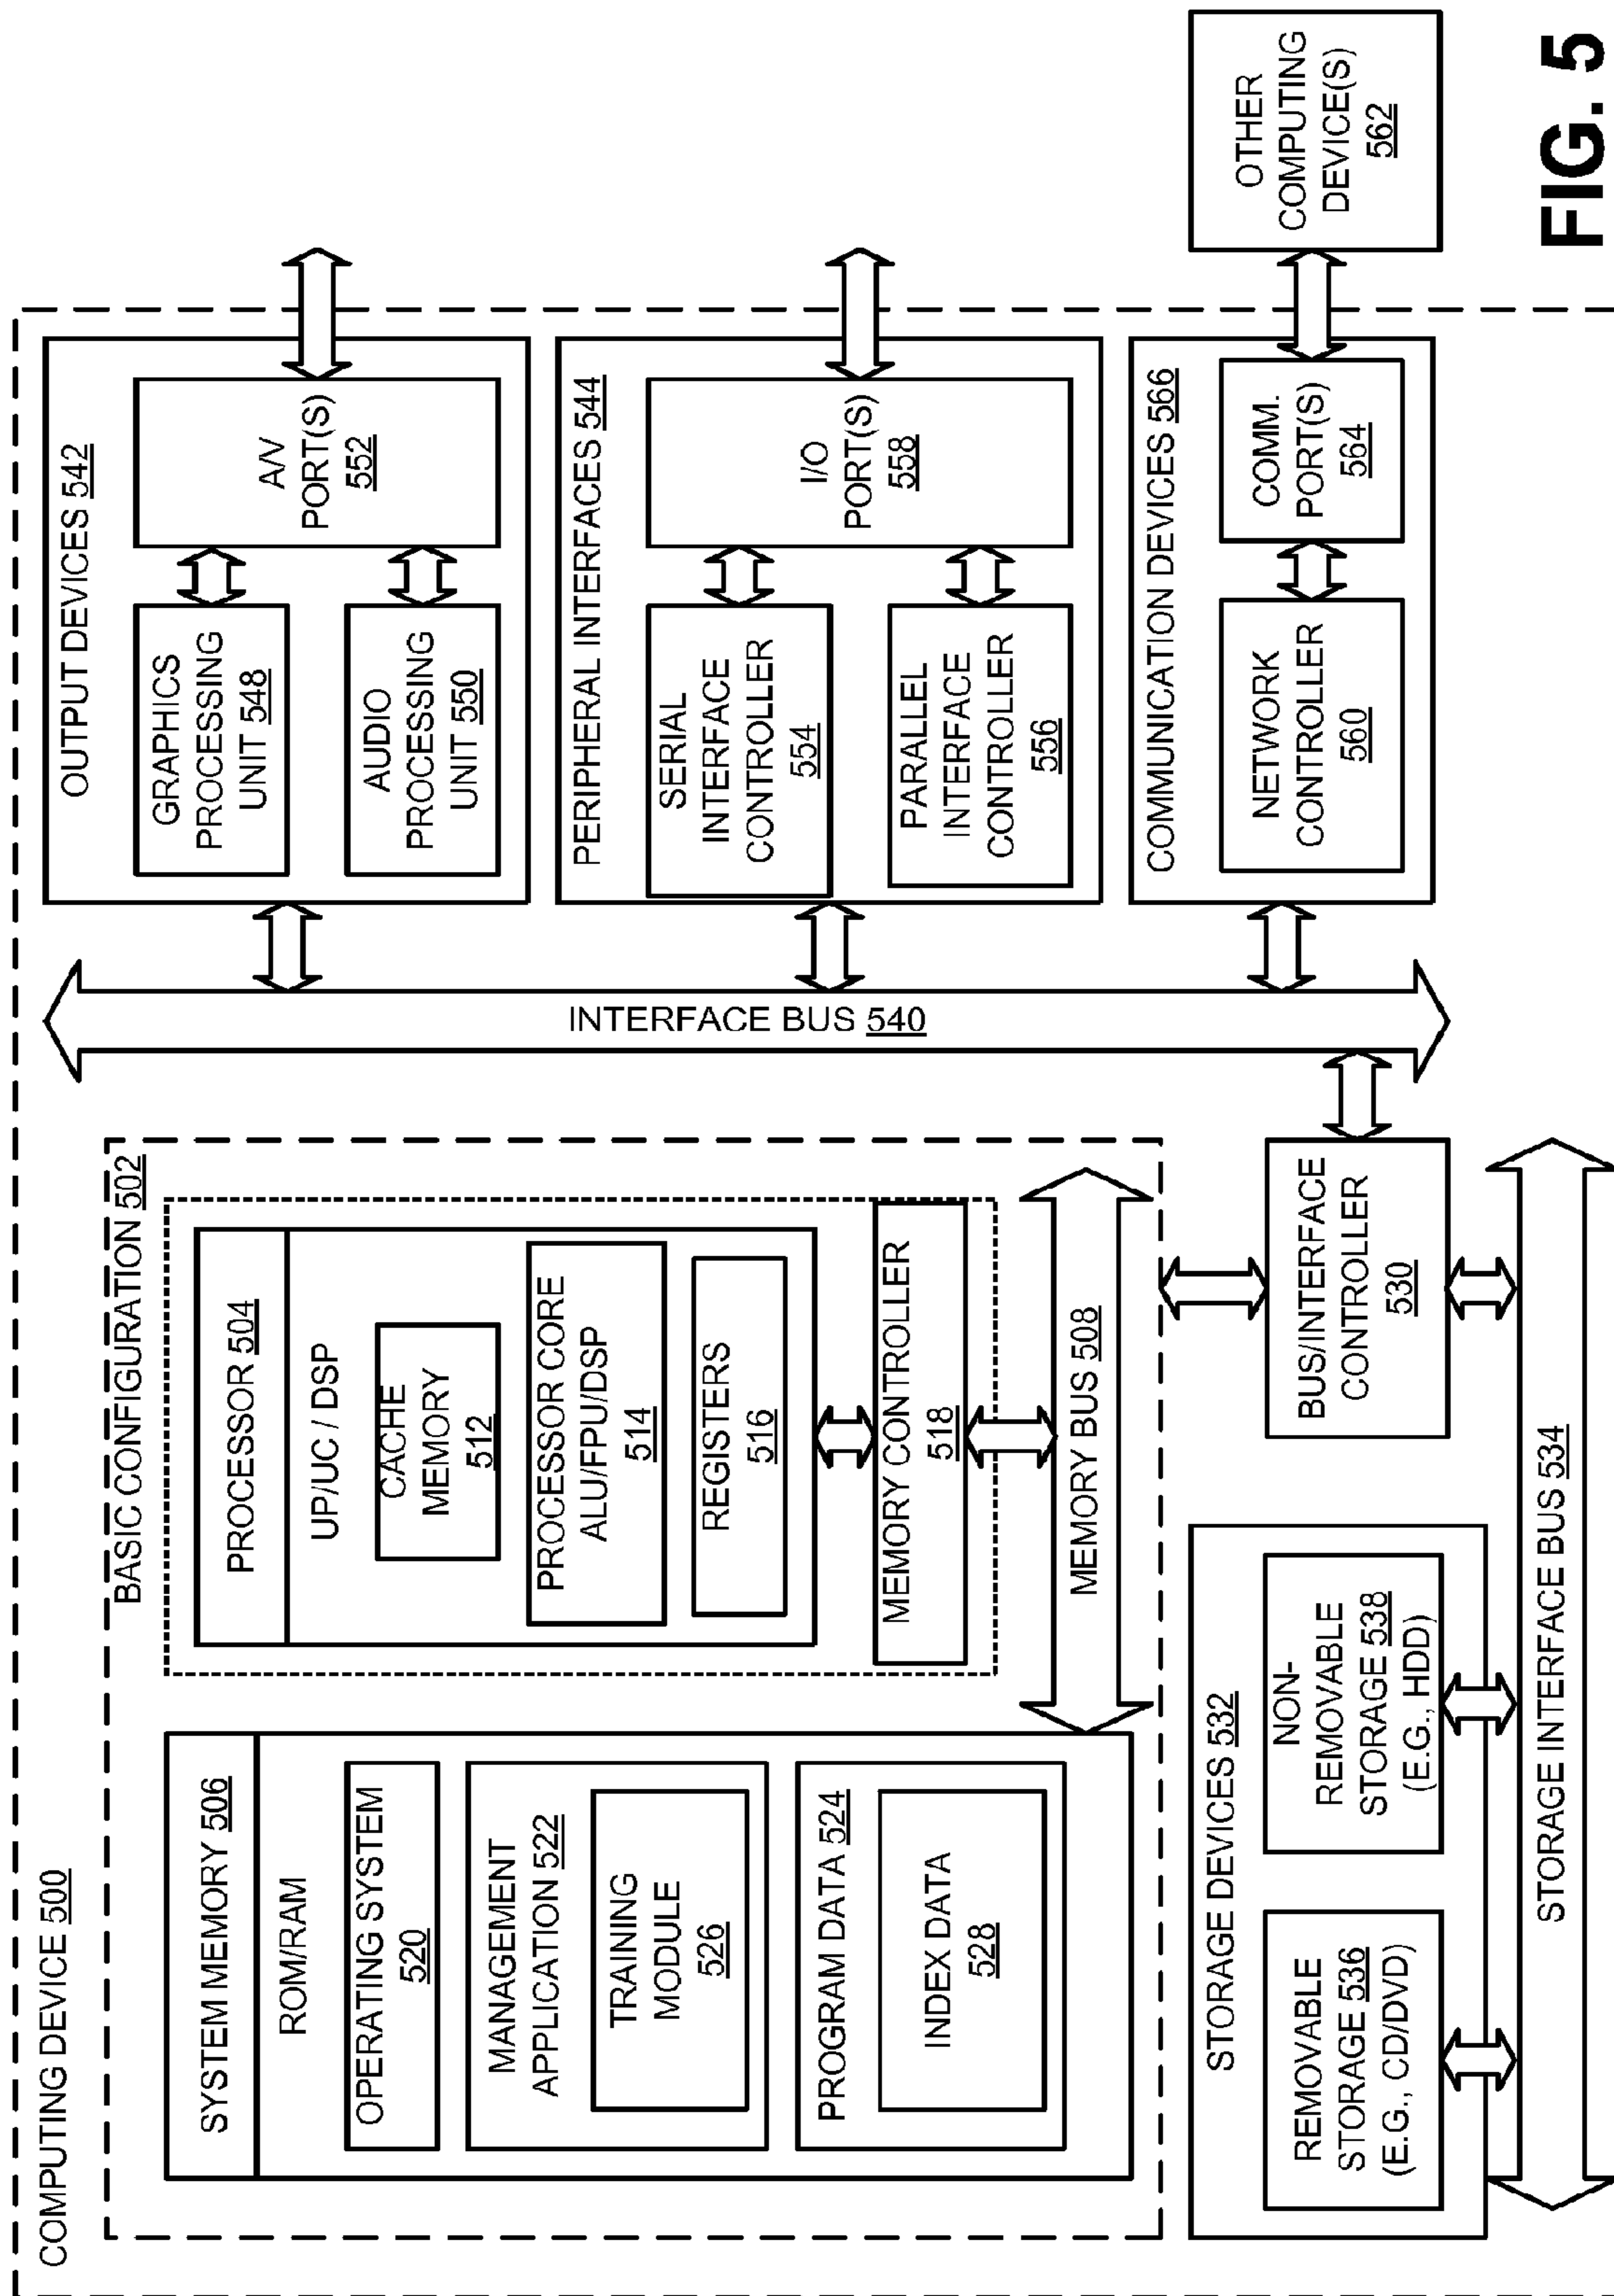 COMPUTING DEVICE 500
BASIC CONFIGURATION 502
SYSTEM MEMORY 506
ROM/RAM
OPERATING SYSTEM
520
MANAGEMENT
APPLICATION 522
TRAINING
MODULE
526
PROGRAM DATA 524
INDEX DATA
528
PROCESSOR 504
UP/UC / DSP
CACHE
MEMORY
512
PROCESSOR CORE
ALU/FPU/DSP
514
REGISTERS
516
MEMORY CONTROLLER
518
MEMORY BUS 508
STORAGE DEVICES 532
REMOVABLE
STORAGE 536
(E.G., CD/DVD)
NON-
REMOVABLE
STORAGE 538
(E.G., HDD)
BUS/INTERFACE
CONTROLLER
530
STORAGE INTERFACE BUS 534
INTERFACE BUS 540
OUTPUT DEVICES 542
GRAPHICS
PROCESSING
UNIT 548
AUDIO
PROCESSING
UNIT 550
A/V
PORT(S)
552
PERIPHERAL INTERFACES 544
SERIAL
INTERFACE
CONTROLLER
554
PARALLEL
INTERFACE
CONTROLLER
556
I/O
PORT(S)
558
COMMUNICATION DEVICES 566
NETWORK
CONTROLLER
560
COMM.
PORT(S)
564
OTHER
COMPUTING
DEVICE(S)
562
FIG. 5